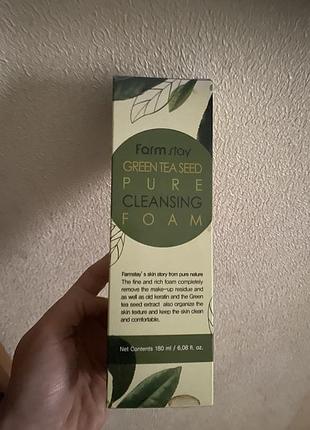 Farm stay
GREEN TEA SEED
PURE
CLEANSING
FOAM
Farmstay's skin story from pure nature
The fine and rich foam completely
remove the make-up residue and
as well as old keratin and the Green
tea seed extract also organize the
skin texture and keep the skin clean
and comfortable.
Net Contents 180 ml / 6,08 fl. oz.